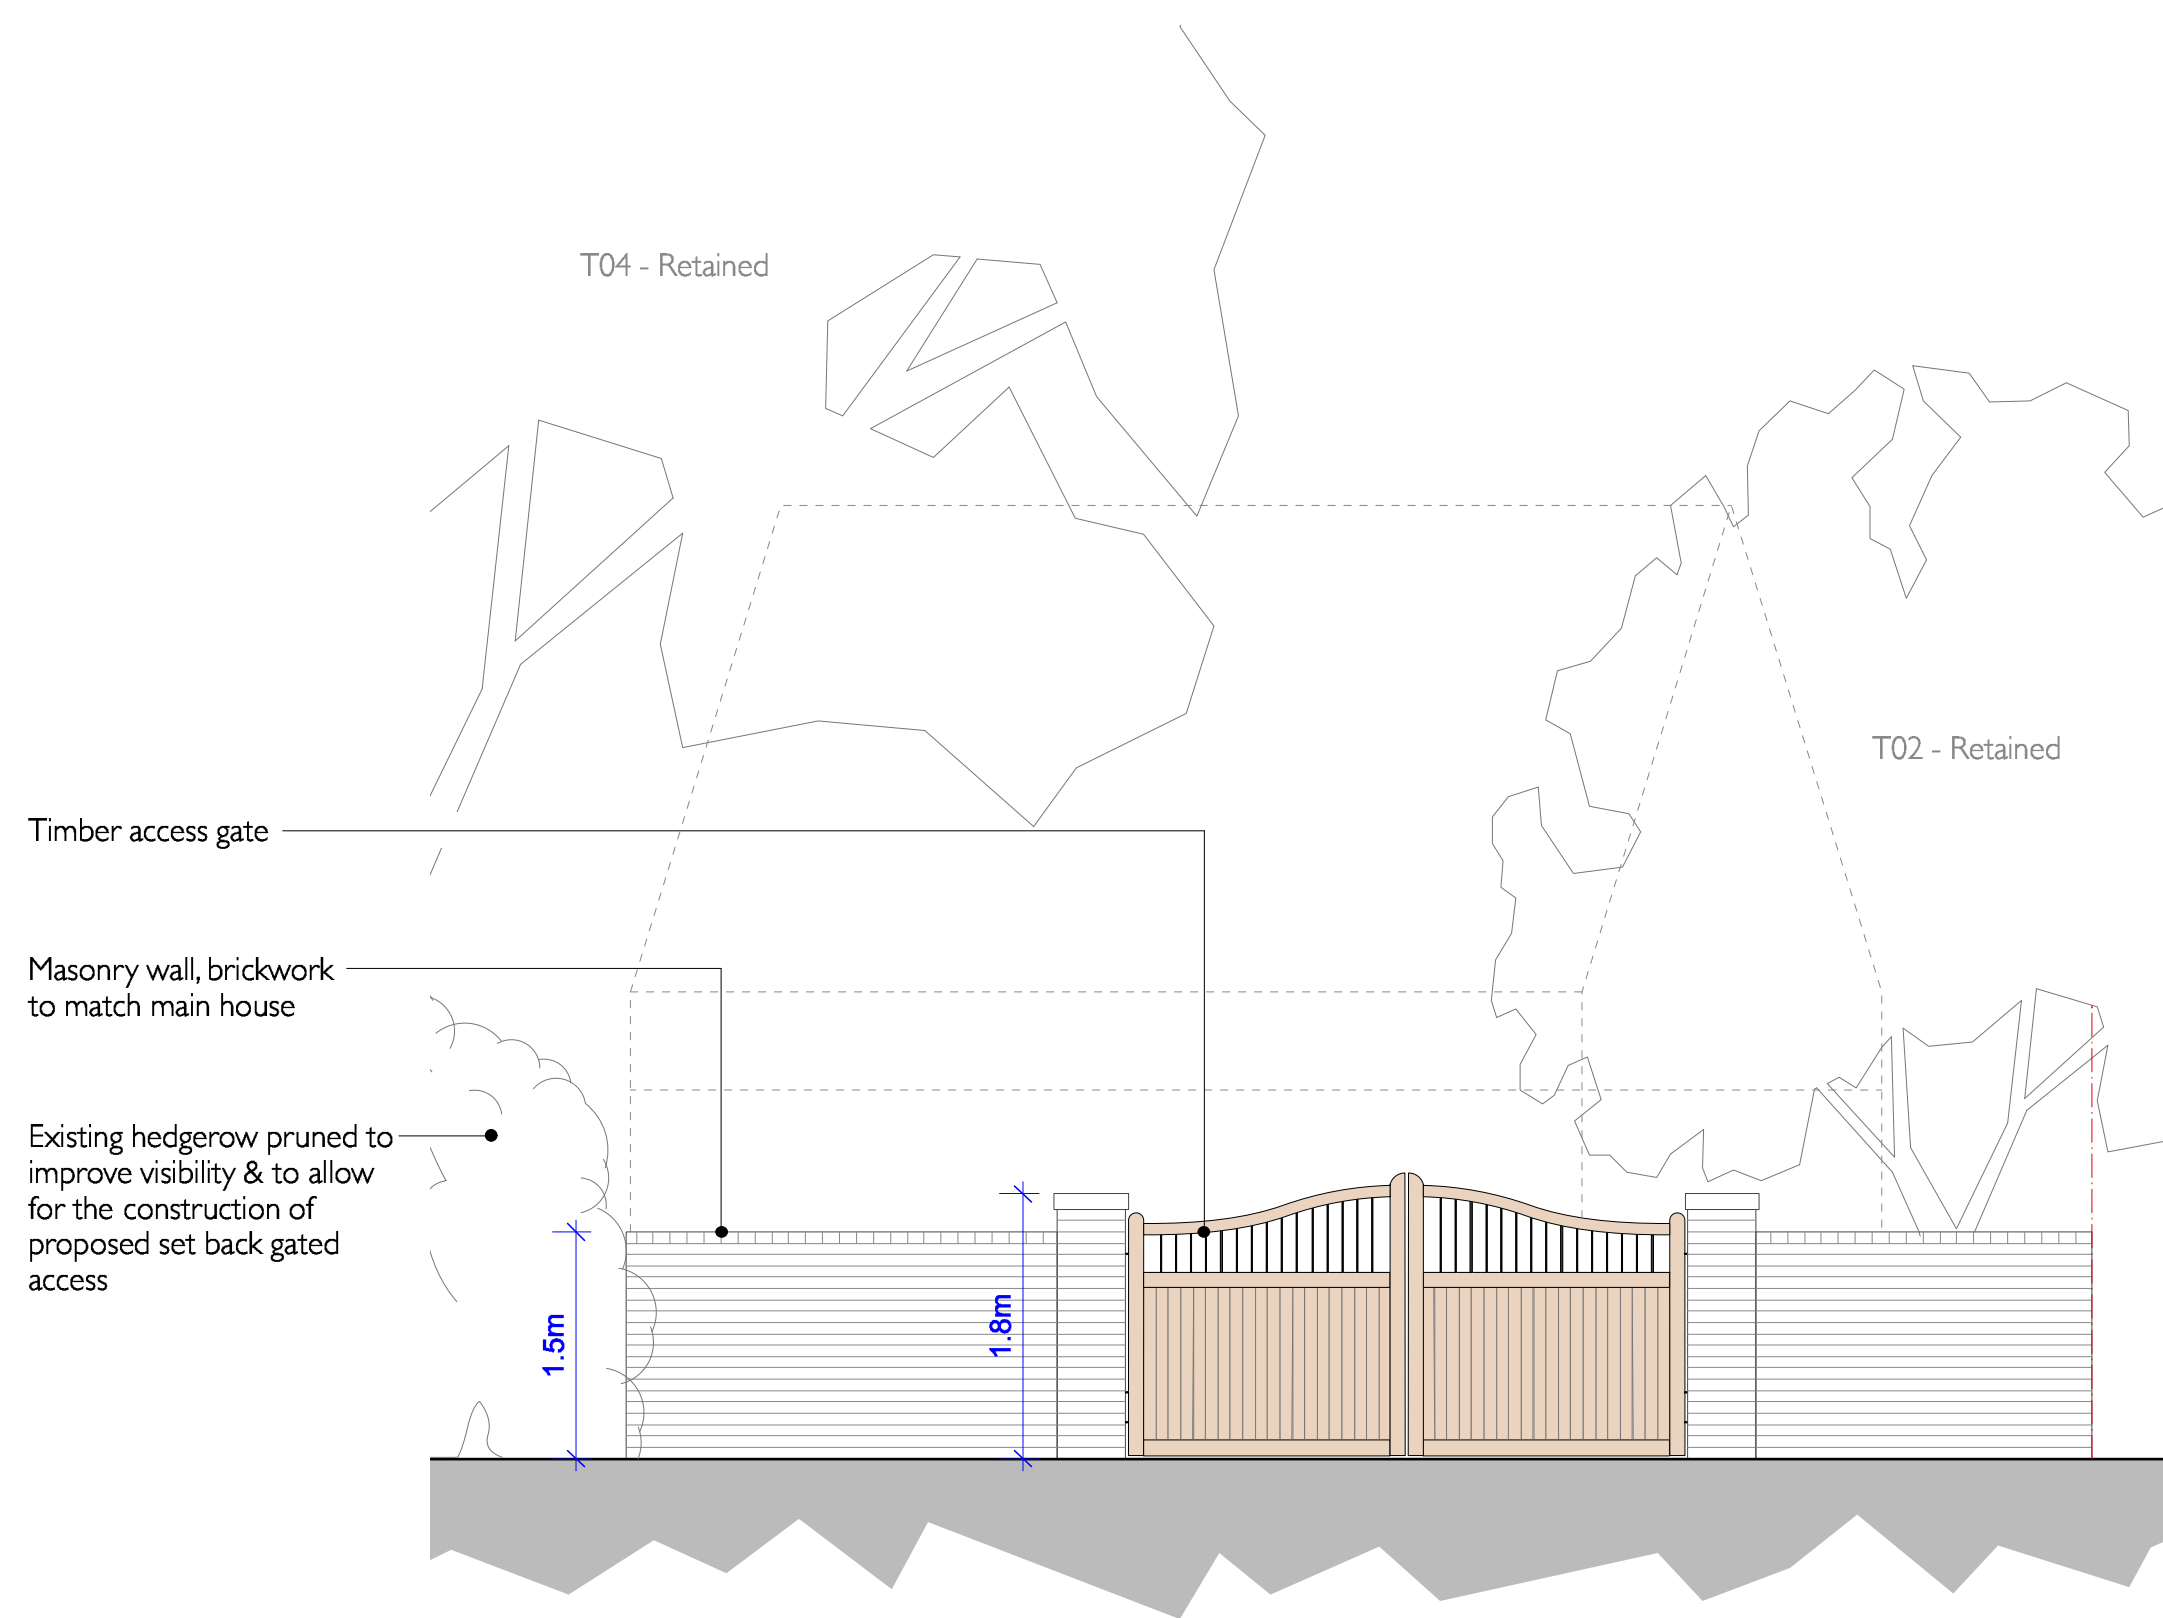 T04 - Retained
T02 - Retained
Timber access gate
Masonry wall, brickwork
to match main house
Existing hedgerow pruned to
improve visibility & to allow
for the construction of
proposed set back gated
access
1.5m
1.8m